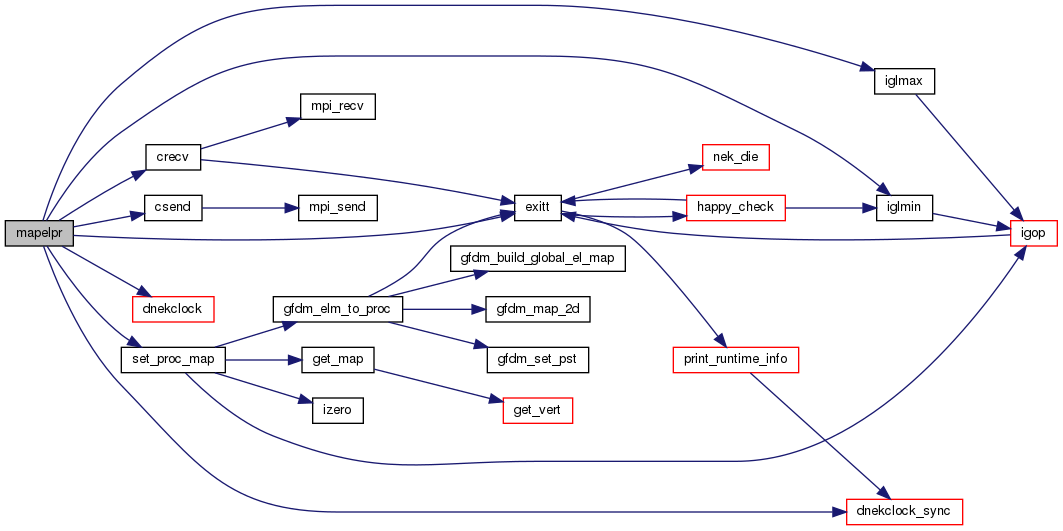 iglmax
mpi_recv
crecv
nek_die
csend
mpi_send
exitt
happy_check
iglmin
mapelpr
igop
gfdm_build_global_el_map
dnekclock
gfdm_elm_to_proc
gfdm_map_2d
set_proc_map
get_map
gfdm_set_pst
print_runtime_info
izero
get_vert
dnekclock_sync